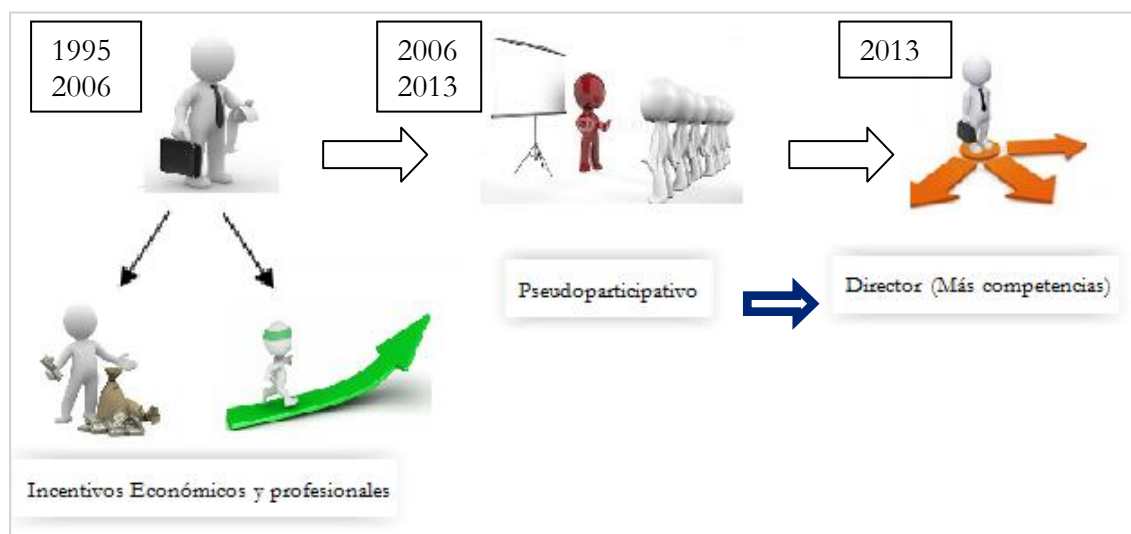 1995
2006
2006
2013
2013
Pseudoparticipativo
Director (Más competencias)
Incentivos Económicos y profesionales